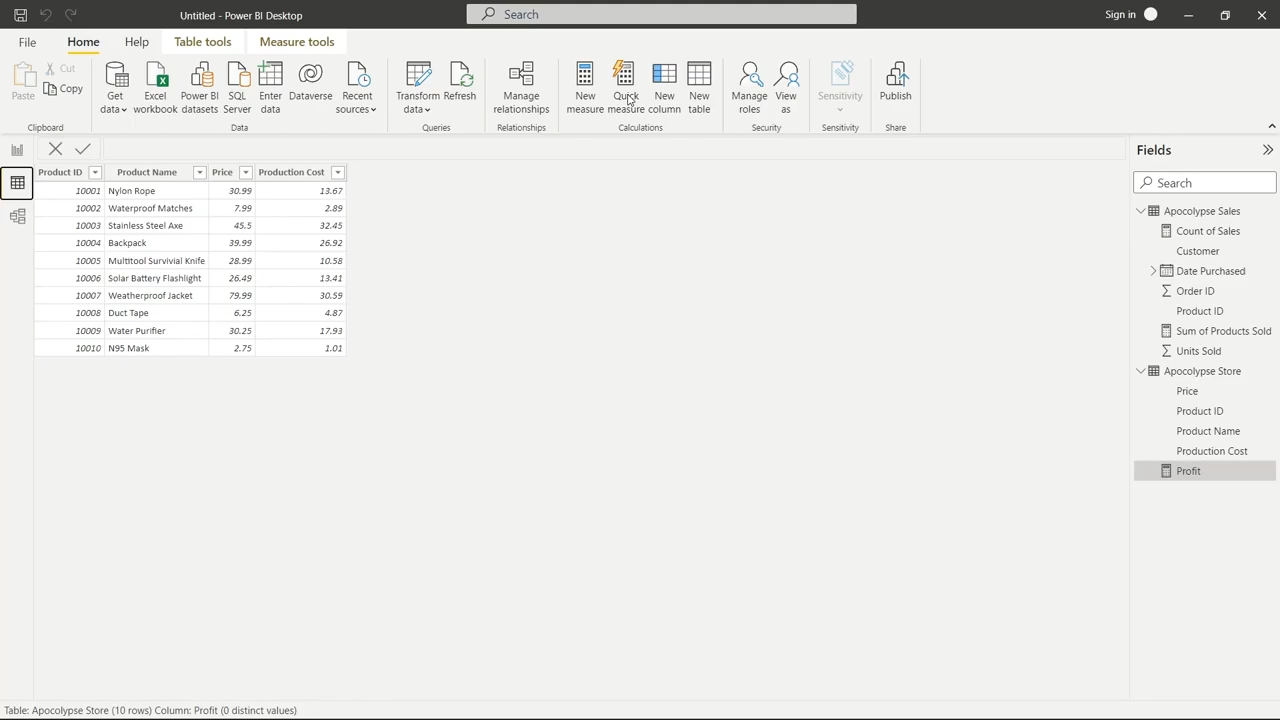 Untitled - Power BI Desktop
Search
Sign in
File
Home
Help
Table tools
Measure tools
Paste
Cut
Copy
Get data
Excel workbook
Power BI datasets
SQL Server
Enter data
Dataverse
Recent sources
Transform data
Refresh
Manage relationships
New measure
Quick measure
New column
New table
Manage roles
View as
Sensitivity
Publish
Clipboard
Data
Queries
Relationships
Calculations
Security
Sensitivity
Share
Product ID Product Name Price Production Cost
10001 Nylon Rope 30.99 13.67
10002 Waterproof Matches 7.99 2.89
10003 Stainless Steel Axe 45.5 32.45
10004 Backpack 39.99 26.92
10005 Multitool Survivial Knife 28.99 10.58
10006 Solar Battery Flashlight 26.49 13.41
10007 Weatherproof Jacket 79.99 30.59
10008 Duct Tape 6.25 4.87
10009 Water Purifier 30.25 17.93
10010 N95 Mask 2.75 1.01
Fields
Search
Apocolypse Sales
Count of Sales
Customer
Date Purchased
Order ID
Product ID
Sum of Products Sold
Units Sold
Apocolypse Store
Price
Product ID
Product Name
Production Cost
Profit
Table: Apocolypse Store (10 rows) Column: Profit (0 distinct values)